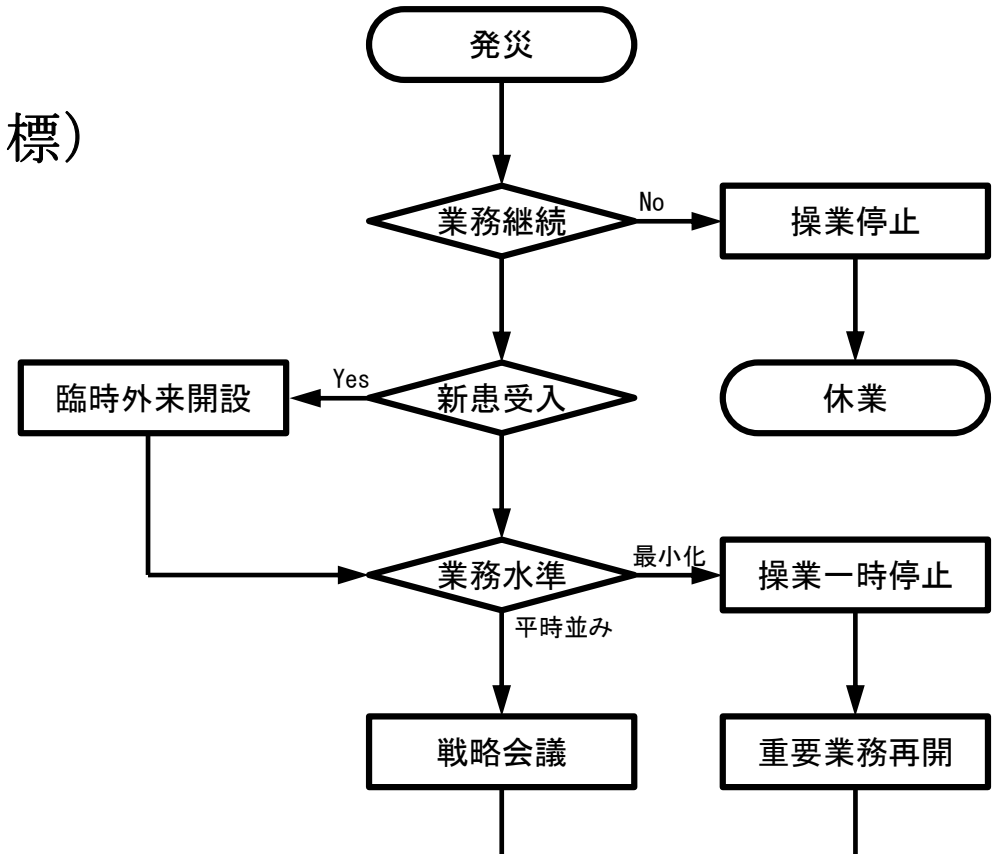 発災
標）
業務継続
No
操業停止
臨時外来開設
Yes
新患受入
休業
業務水準
最小化
操業一時停止
平時並み
戦略会議
重要業務再開